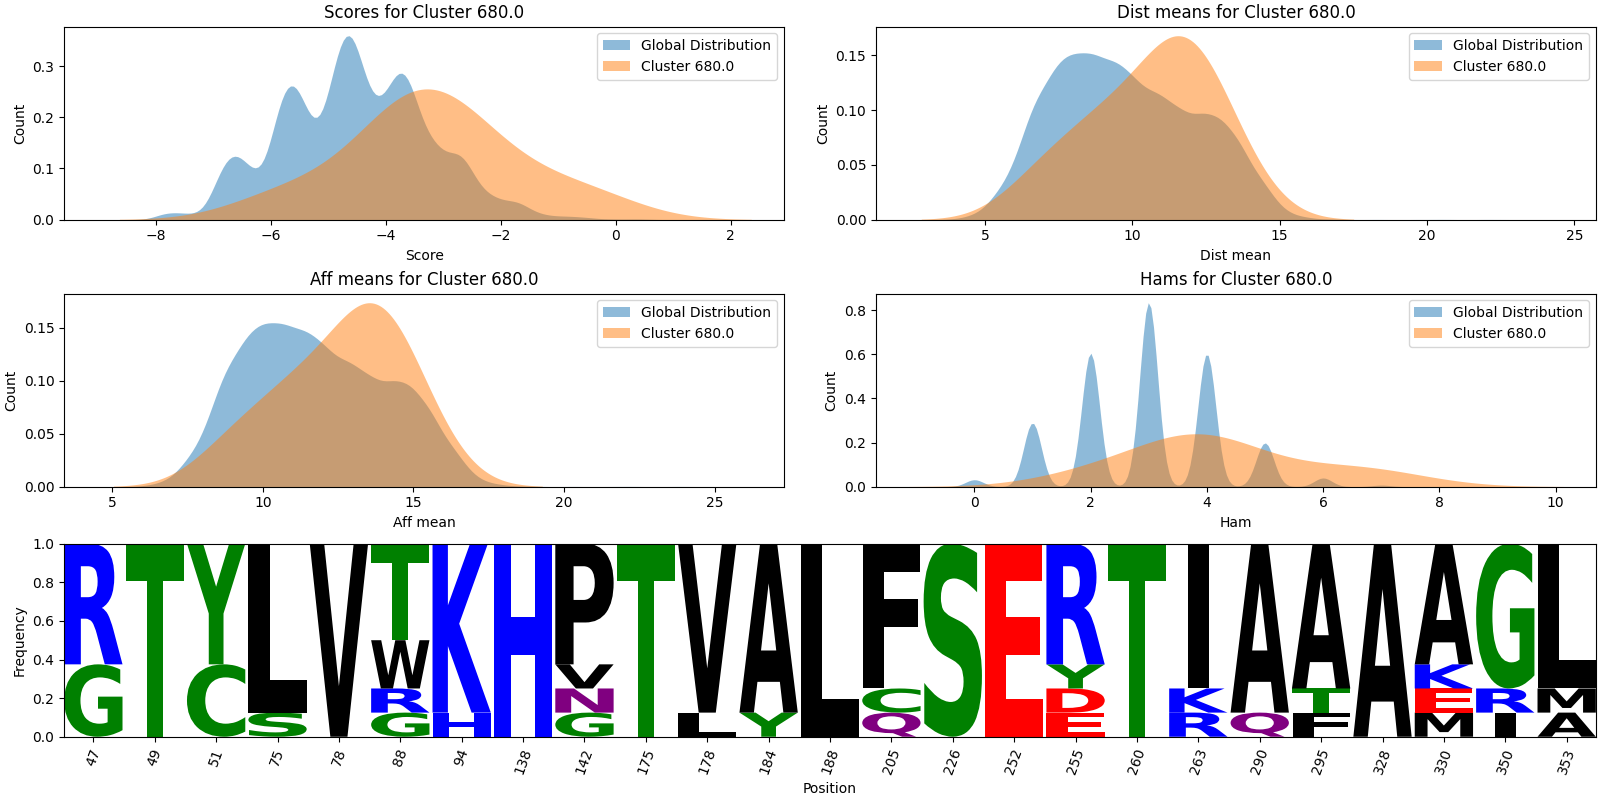 Scores for Cluster 680.0
Count
0.3
0.2
0.1
0.0
Global Distribution
Cluster 680.0
−8 −6 −4 −2 0 2
Score
Dist means for Cluster 680.0
Count
0.15
0.10
0.05
0.00
Global Distribution
Cluster 680.0
5 10 15 20 25
Dist mean
Aff means for Cluster 680.0
Count
0.15
0.10
0.05
0.00
Global Distribution
Cluster 680.0
5 10 15 20 25
Aff mean
Hams for Cluster 680.0
Count
0.8
0.6
0.4
0.2
0.0
Global Distribution
Cluster 680.0
0 2 4 6 8 10
Ham
Frequency
1.0
0.8
0.6
0.4
0.2
0.0
R T Y L V T K H P T V A L F S E R T I A A A A G L
G C S W R G H V N G L Y C Q Y D E K R Q T F K E M R I M A
47 49 51 75 78 88 94 138 142 175 178 184 188 205 226 252 255 260 263 290 295 328 330 350 353
Position